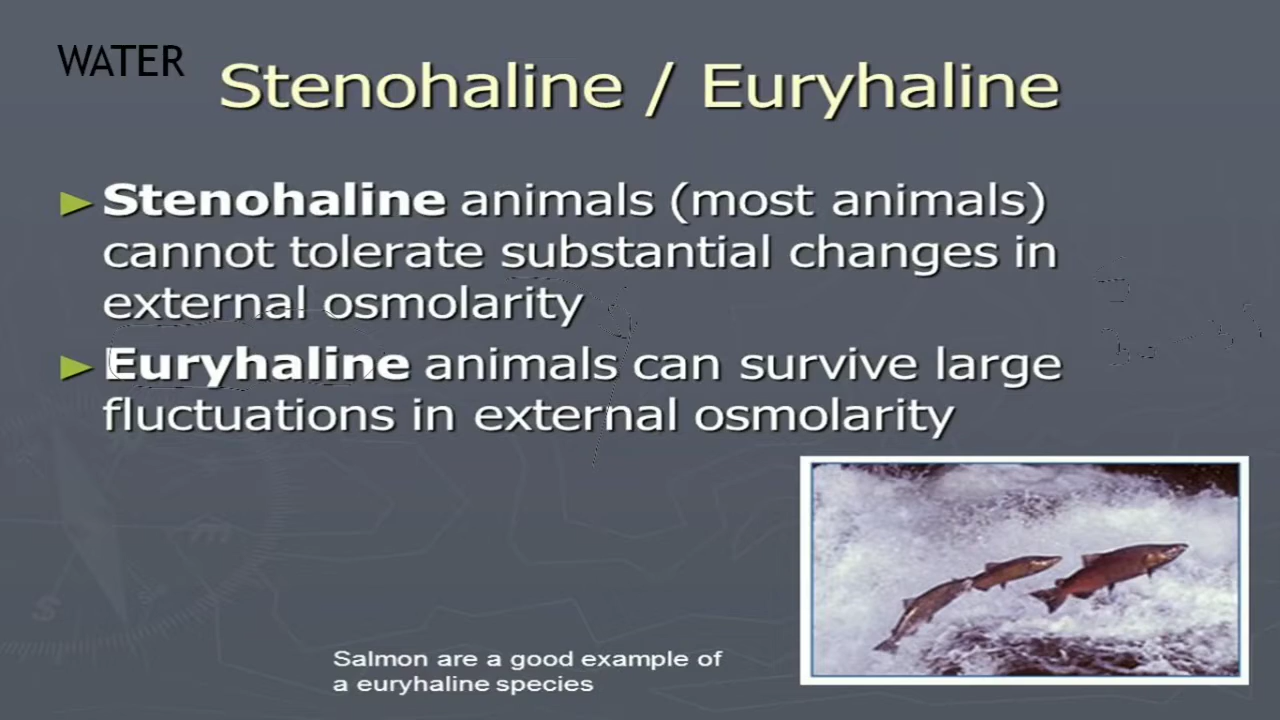 WATER
Stenohaline / Euryhaline
► Stenohaline animals (most animals)
cannot tolerate substantial changes in
external osmolarity
► Euryhaline animals can survive large
fluctuations in external osmolarity
Salmon are a good example of
a euryhaline species